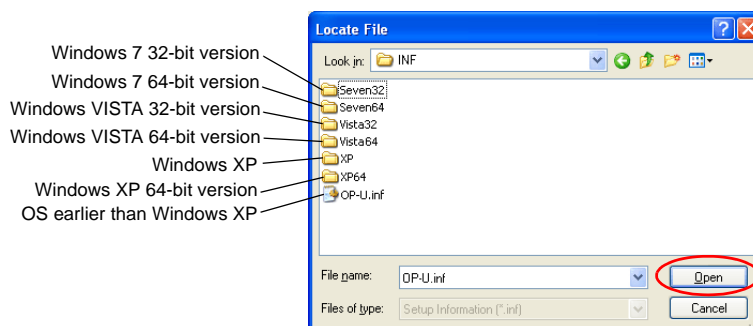 Locate File
Look in: INF
Windows 7 32-bit version
Windows 7 64-bit version
Windows VISTA 32-bit version
Windows VISTA 64-bit version
Windows XP
Windows XP 64-bit version
OS earlier than Windows XP
Seven32
Seven64
Vista32
Vista64
XP
XP64
OP-U.inf
File name: OP-U.inf Open
Files of type: Setup Information (*.inf) Cancel